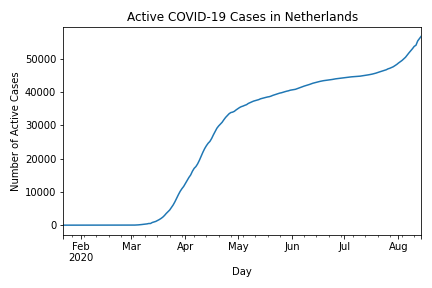 Active COVID-19 Cases in Netherlands
Number of Active Cases
50000
40000
30000
20000
10000
0
Feb
2020
Mar
Apr
May
Jun
Jul
Aug
Day